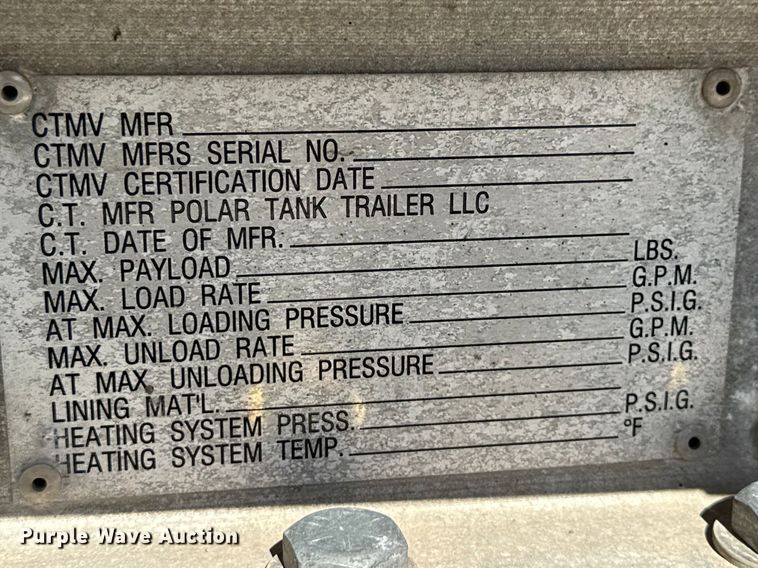 CTMV MFR
CTMV MFRS SERIAL NO.
CTMV CERTIFICATION DATE
C.T. MFR POLAR TANK TRAILER LLC
C.T. DATE OF MFR:
MAX. PAYLOAD LBS.
MAX. LOAD RATE G.P.M.
AT MAX. LOADING PRESSURE P.S.I.G.
MAX. UNLOAD RATE G.P.M.
AT MAX. UNLOADING PRESSURE P.S.I.G.
LINING MAT'L.
HEATING SYSTEM PRESS. P.S.I.G.
HEATING SYSTEM TEMP. °F
Purple Wave Auction